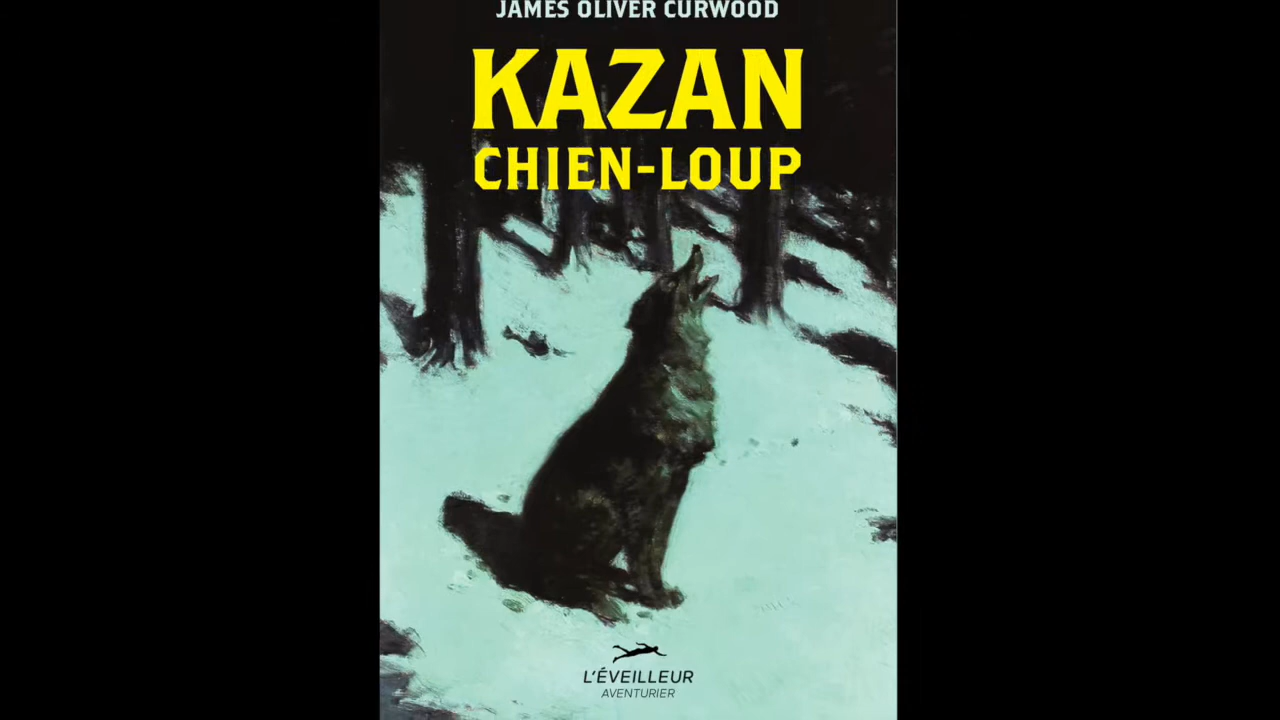 JAMES OLIVER CURWOOD
KAZAN
CHIEN-LOUP
L'ÉVEILLEUR
AVENTURIER